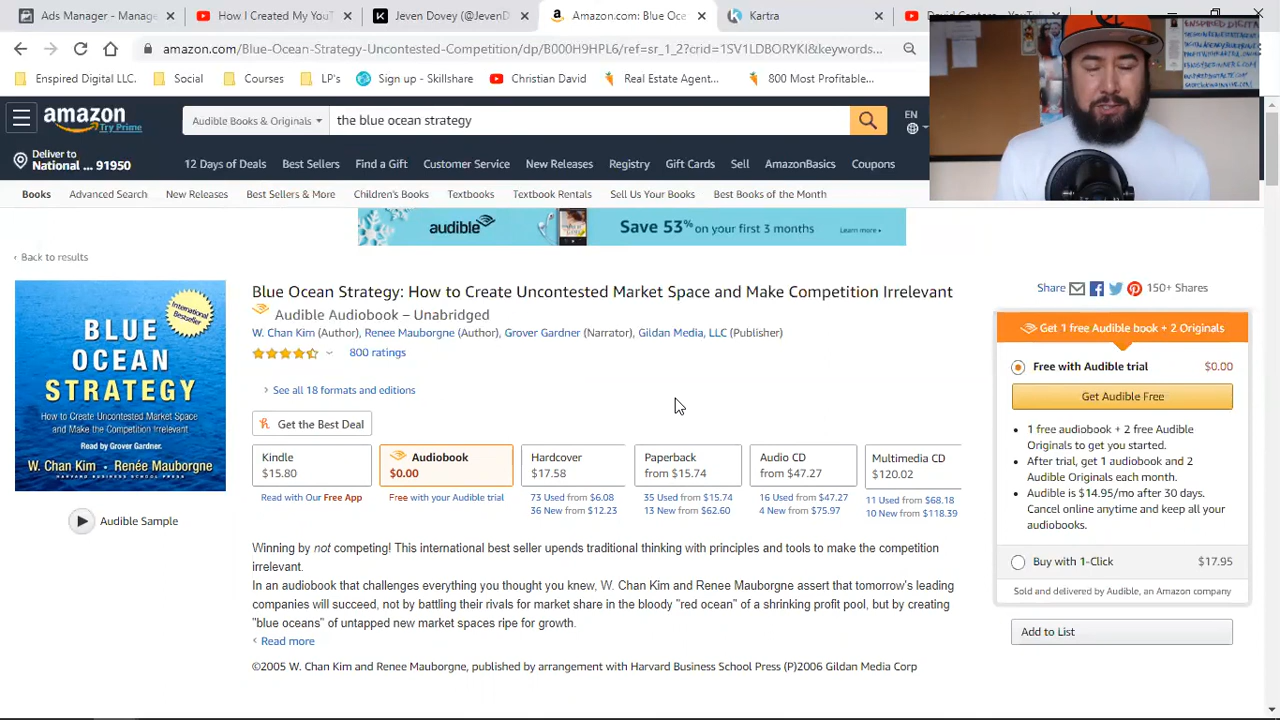 Ad Sets - Manage - Manag
How I Created My YouTu
Jeven Dovey (@JevenD
Amazon.com: Blue Oce
Kartra
David Cantero - YouTu
amazon.com/Blue-Ocean-Strategy-Uncontested-Competition/dp/B000H9HPL6/ref=sr_1_2?crid=1SV1LDBORYKI&keywords...
Inspired Digital LLC.
Social
Courses
LP's
Sign up - Skillshare
Chris en David
Real Estate Agent...
800 Most Profitable...
amazon
Try Prime
Audible Books & Originals
the blue ocean strategy
EN
Deliver to
National ... 91950
12 Days of Deals
Best Sellers
Find a Gift
Customer Service
New Releases
Registry
Gift Cards
Sell
AmazonBasics
Coupons
Books
Advanced Search
New Releases
Best Sellers & More
Children's Books
Textbooks
Textbook Rentals
Sell Us Your Books
Best Books of the Month
audible
Save 53% on your first 3 months
Learn more
‹ Back to results
International
Bestseller
BLUE
OCEAN
STRATEGY
How to Create Uncontested Market Space
and Make the Competition Irrelevant
Read by Grover Gardner.
W. Chan Kim • Renée Mauborgne
HARVARD BUSINESS SCHOOL PRESS
Audible Sample
Blue Ocean Strategy: How to Create Uncontested Market Space and Make Competition Irrelevant
Audible Audiobook – Unabridged
W. Chan Kim (Author), Renee Mauborgne (Author), Grover Gardner (Narrator), Gildan Media, LLC (Publisher)
800 ratings
› See all 18 formats and editions
Get the Best Deal
Kindle
$15.80
Read with Our Free App
Audiobook
$0.00
Free with your Audible trial
Hardcover
$17.58
73 Used from $6.08
36 New from $12.23
Paperback
from $15.74
35 Used from $15.74
13 New from $62.60
Audio CD
from $47.27
16 Used from $47.27
4 New from $75.97
Multimedia CD
$120.02
11 Used from $68.18
10 New from $118.39
Winning by not competing! This international best seller upends traditional thinking with principles and tools to make the competition
irrelevant.
In an audiobook that challenges everything you thought you knew, W. Chan Kim and Renee Mauborgne assert that tomorrow's leading
companies will succeed, not by battling their rivals for market share in the bloody "red ocean" of a shrinking profit pool, but by creating
"blue oceans" of untapped new market spaces ripe for growth.
Read more
©2005 W. Chan Kim and Renee Mauborgne, published by arrangement with Harvard Business School Press (P)2006 Gildan Media Corp
Share
150+ Shares
Get 1 free Audible book + 2 Originals
Free with Audible trial
$0.00
Get Audible Free
• 1 free audiobook + 2 free Audible
Originals to get you started.
• After trial, get 1 audiobook and 2
Audible Originals each month.
• Audible is $14.95/mo after 30 days.
Cancel online anytime and keep all your
audiobooks.
Buy with 1-Click
$17.95
Sold and delivered by Audible, an Amazon company
Add to List